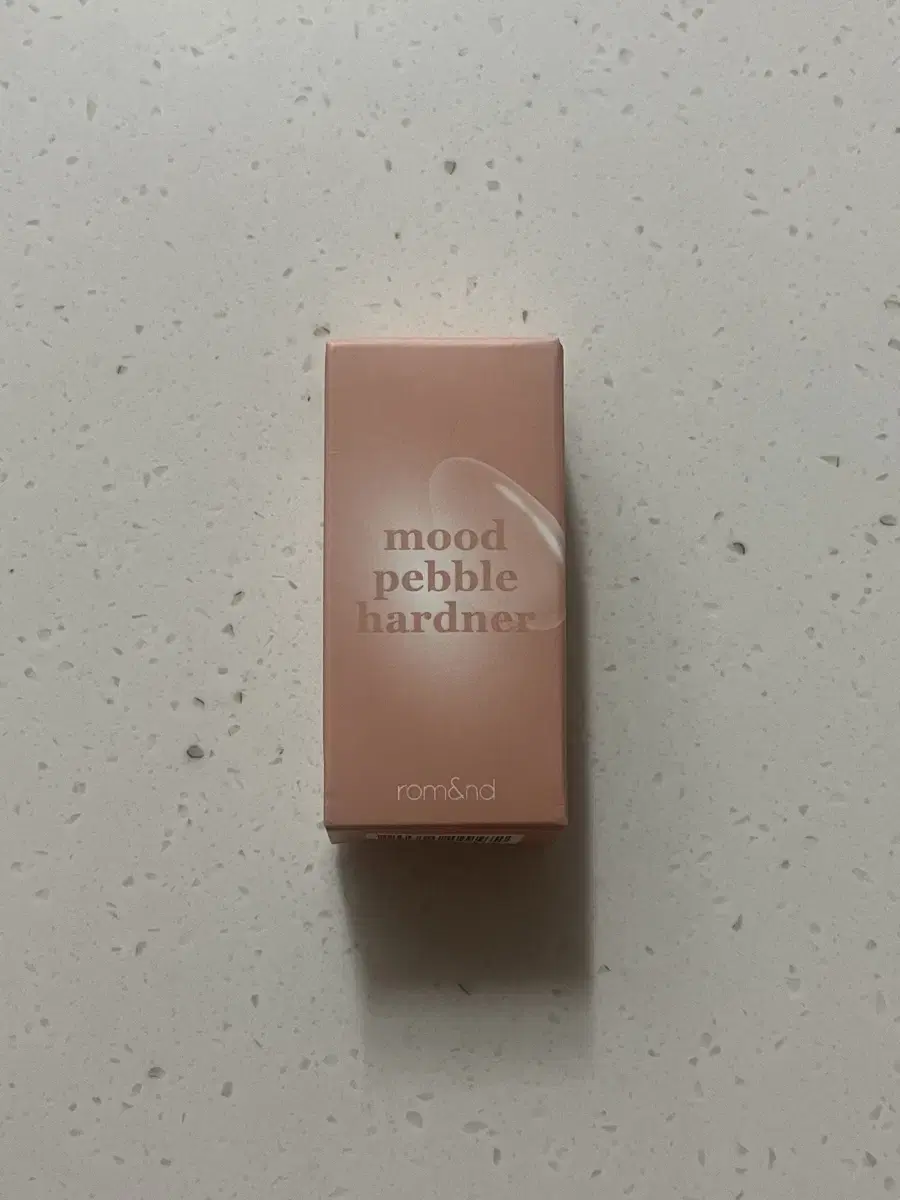 mood
pebble
hardner
rom&nd